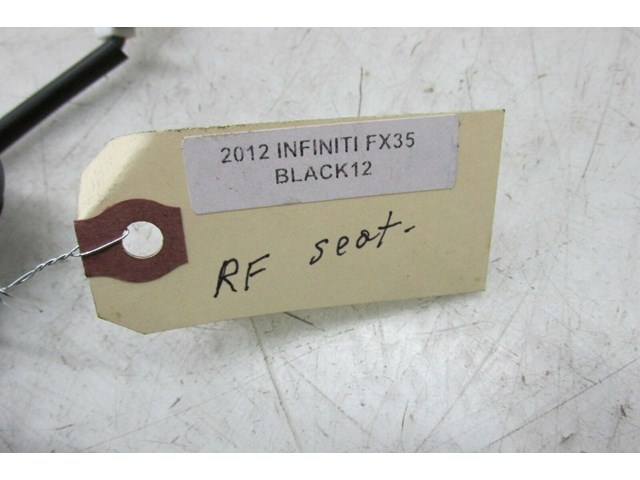 2012 INFINITI FX35
BLACK12
RF seat.